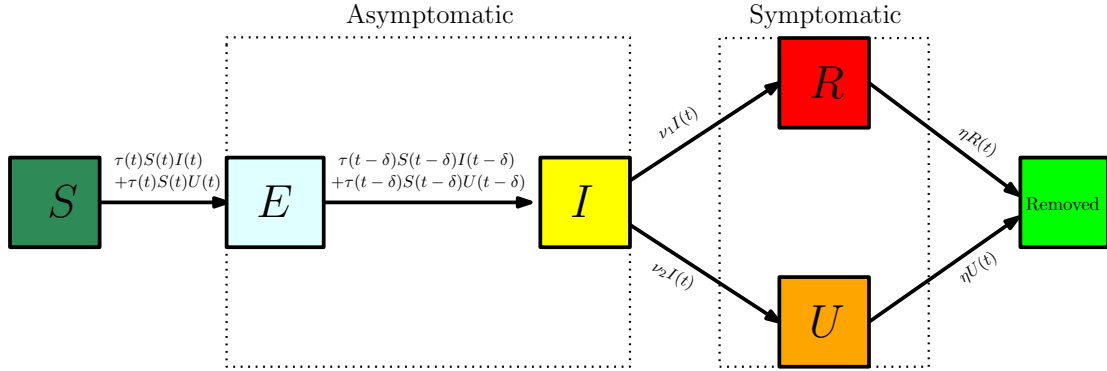 Asymptomatic
Symptomatic
S
τ(t)S(t)I(t)
+τ(t)S(t)U(t)
E
τ(t − δ)S(t−δ)I(t−δ)
+τ(t−δ)S(t−δ)U(t−δ)
I
ν₁I(t)
ν₂I(t)
R
U
ηR(t)
ηU(t)
Removed